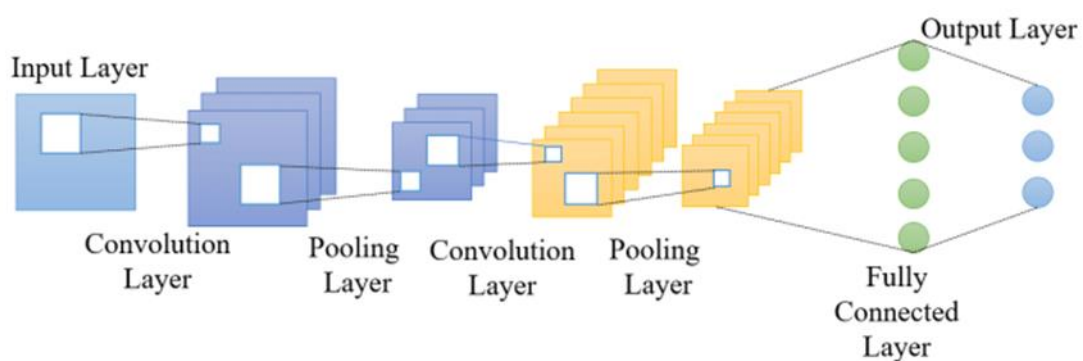 Input Layer
Convolution
Layer
Pooling
Layer
Convolution
Layer
Pooling
Layer
Fully
Connected
Layer
Output Layer